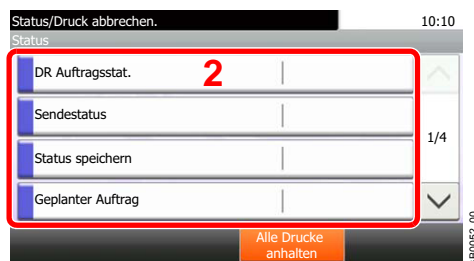 Status/Druck abbrechen. 10:10
Status
DR Auftragsstat.
2
Sendestatus
1/4
Status speichern
Geplanter Auftrag
Alle Drucke
anhalten